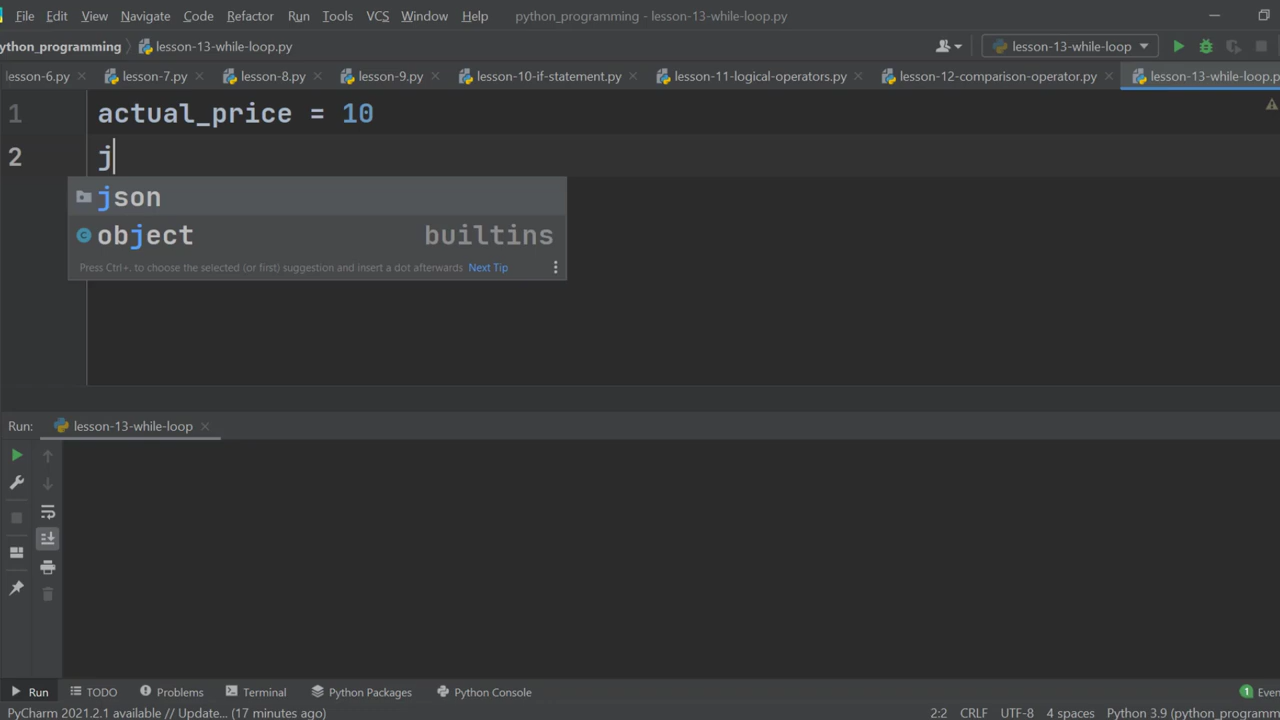 File Edit View Navigate Code Refactor Run Tools VCS Window Help python_programming - lesson-13-while-loop.py
ython_programming lesson-13-while-loop.py lesson-13-while-loop
lesson-6.py lesson-7.py lesson-8.py lesson-9.py lesson-10-if-statement.py lesson-11-logical-operators.py lesson-12-comparison-operator.py lesson-13-while-loop.p
1 actual_price = 10
2 j
json
object builtins
Press Ctrl+. to choose the selected (or first) suggestion and insert a dot afterwards Next Tip
Run: lesson-13-while-loop
Run TODO Problems Terminal Python Packages Python Console 1 Even
PyCharm 2021.2.1 available // Update... (17 minutes ago) 2:2 CRLF UTF-8 4 spaces Python 3.9 (python_programm